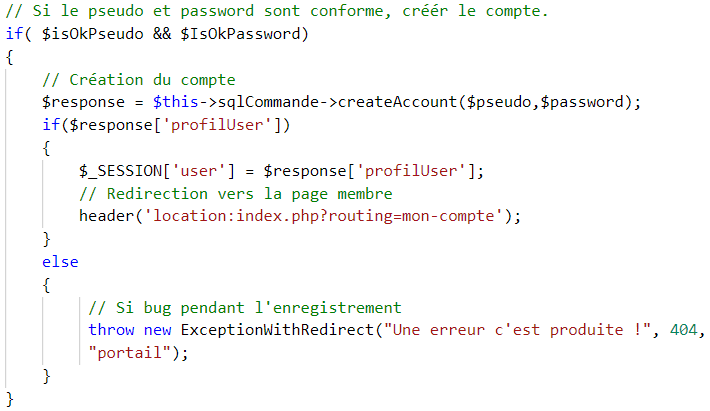 // Si le pseudo et password sont conforme, créér le compte.
if( $isOkPseudo && $IsOkPassword)
{
// Création du compte
$response = $this->sqlCommande->createAccount($pseudo,$password);
if($response['profilUser'])
{
$_SESSION['user'] = $response['profilUser'];
// Redirection vers la page membre
header('location:index.php?routing=mon-compte');
}
else
{
// Si bug pendant l'enregistrement
throw new ExceptionWithRedirect("Une erreur c'est produite !", 404,
"portail");
}
}